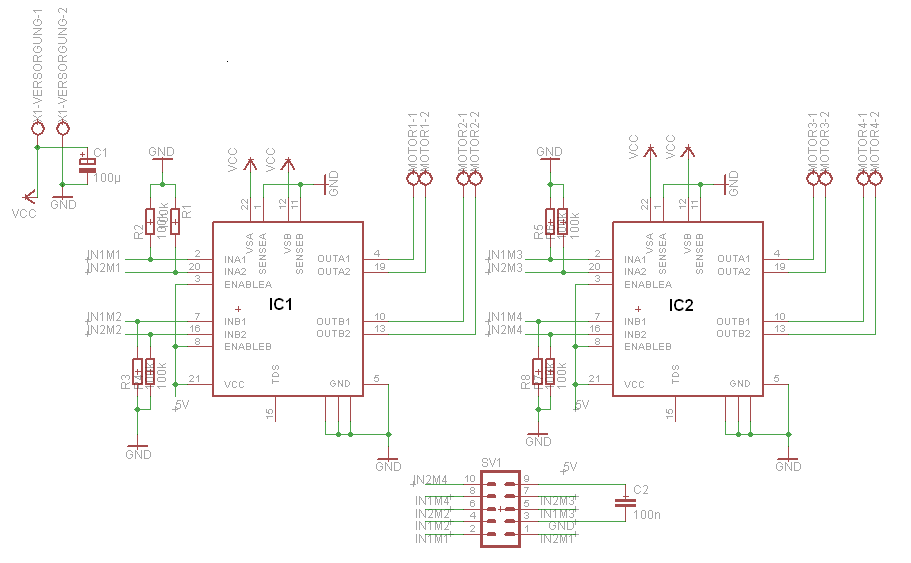 X1-VERSORGUNG-1
X1-VERSORGUNG-2
C1
100µ
VCC
GND
GND
R2
100k
R1
VCC
VCC
GND
MOTOR1-1
MOTOR1-2
MOTOR2-1
MOTOR2-2
22
1
12
11
VSA
SENSEA
VSB
SENSEB
IN1M1
2
INA1
OUTA1
4
IN2M1
20
INA2
OUTA2
19
3
ENABLEA
IC1
IN1M2
7
INB1
OUTB1
10
IN2M2
16
INB2
OUTB2
13
8
ENABLEB
R3
R4
100k
21
VCC
TDS
GND
5
5V
15
GND
GND
GND
R5
R6
100k
VCC
VCC
GND
MOTOR3-1
MOTOR3-2
MOTOR4-1
MOTOR4-2
22
1
12
11
VSA
SENSEA
VSB
SENSEB
IN1M3
2
INA1
OUTA1
4
IN2M3
20
INA2
OUTA2
19
3
ENABLEA
IC2
IN1M4
7
INB1
OUTB1
10
IN2M4
16
INB2
OUTB2
13
8
ENABLEB
R8
R7
100k
21
VCC
TDS
GND
5
5V
15
GND
GND
SV1
5V
IN2M4
10
9
C2
100n
8
7
IN1M4
6
5
IN2M3
IN2M2
4
3
IN1M3
IN1M2
2
1
GND
IN1M1
IN2M1